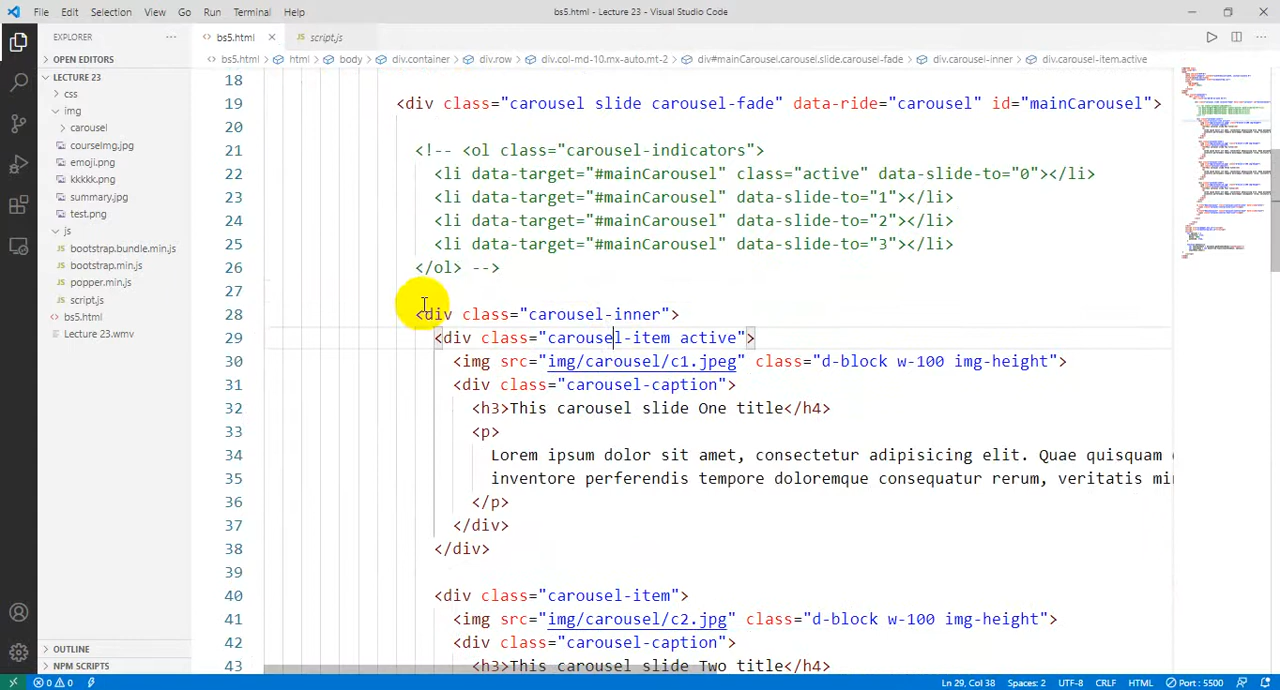 File Edit Selection View Go Run Terminal Help
bs5.html - Lecture 23 - Visual Studio Code
EXPLORER
bs5.html
script.js
OPEN EDITORS
bs5.html > html > body > div.container > div.row > div.col-md-10.mx-auto.mt-2 > div#mainCarousel.carousel.slide.carousel-fade > div.carousel-inner > div.carousel-item.active
LECTURE 23
css
img
carousel
courseImg.jpg
emoji.png
kkkkk.png
summary.jpg
test.png
js
bootstrap.bundle.min.js
bootstrap.min.js
popper.min.js
JS script.js
bs5.html
Lecture 23.wmv
OUTLINE
NPM SCRIPTS
18
19 <div class="carousel slide carousel-fade" data-ride="carousel" id="mainCarousel">
20
21 <!-- <ol class="carousel-indicators">
22 <li data-target="#mainCarousel" class="active" data-slide-to="0"></li>
23 <li data-target="#mainCarousel" data-slide-to="1"></li>
24 <li data-target="#mainCarousel" data-slide-to="2"></li>
25 <li data-target="#mainCarousel" data-slide-to="3"></li>
26 </ol> -->
27
28 <div class="carousel-inner">
29 <div class="carousel-item active">
30 <img src="img/carousel/c1.jpeg" class="d-block w-100 img-height">
31 <div class="carousel-caption">
32 <h3>This carousel slide One title</h4>
33 <p>
34 Lorem ipsum dolor sit amet, consectetur adipisicing elit. Quae quisquam
35 inventore perferendis tempore doloremque consequatur rerum, veritatis
36 </p>
37 </div>
38 </div>
39
40 <div class="carousel-item">
41 <img src="img/carousel/c2.jpg" class="d-block w-100 img-height">
42 <div class="carousel-caption">
43 <h3>This carousel slide Two title</h4>
0 0 Ln 29, Col 38 Spaces: 2 UTF-8 CRLF HTML Port : 5500